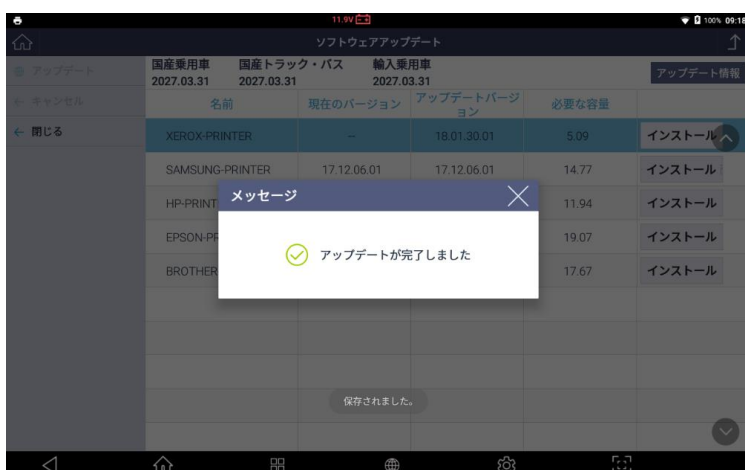 11.9V
100% 09:18
ソフトウェアアップデート
アップデート
キャンセル
閉じる
国産乗用車 国産トラック・バス 輸入乗用車
2027.03.31 2027.03.31 2027.03.31
アップデート情報
名前 現在のバージョン アップデートバージョン 必要な容量
XEROX-PRINTER -- 18.01.30.01 5.09 インストール
SAMSUNG-PRINTER 17.12.06.01 17.12.06.01 14.77 インストール
HP-PRINT 11.94 インストール
EPSON-PR 19.07 インストール
BROTHER 17.67 インストール
メッセージ
アップデートが完了しました
保存されました。